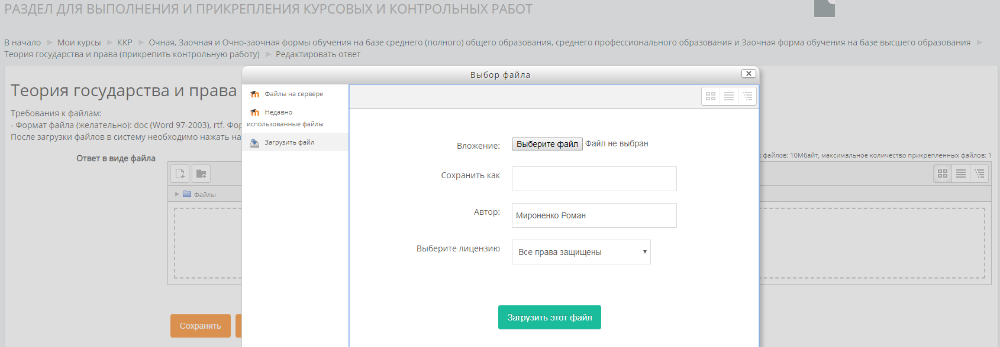 РАЗДЕЛ ДЛЯ ВЫПОЛНЕНИЯ И ПРИКРЕПЛЕНИЯ КУРСОВЫХ И КОНТРОЛЬНЫХ РАБОТ
В начало ► Мои курсы ► ККР ► Очная, Заочная и Очно-заочная формы обучения на базе среднего (полного) общего образования, среднего профессионального образования и Заочная форма обучения на базе высшего образования ►
Теория государства и права (прикрепить контрольную работу) ► Редактировать ответ
Выбор файла
Теория государства и права
Требования к файлам:
- Формат файла (желательно): doc (Word 97-2003), rtf.
После загрузки файлов в систему необходимо нажать на
Ответ в виде файла
файлов: 10Мбайт, максимальное количество прикрепленных файлов: 1
Файлы
Сохранить
Файлы на сервере
Недавно
использованные файлы
Загрузить файл
Вложение: Выберите файл Файл не выбран
Сохранить как
Автор: Мироненко Роман
Выберите лицензию Все права защищены
Загрузить этот файл